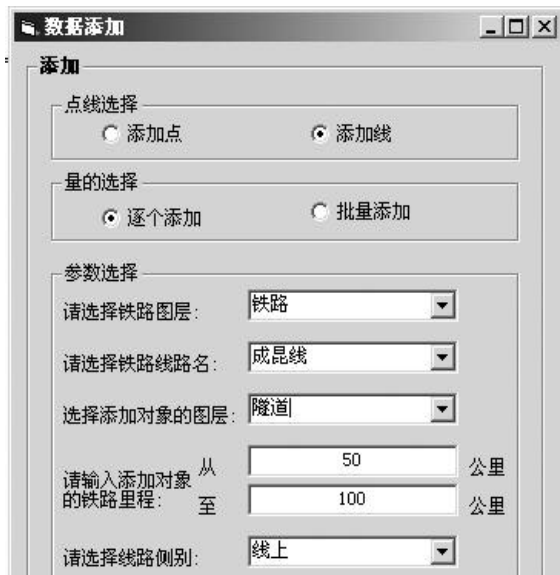 数据添加
添加
点线选择
添加点 添加线
量的选择
逐个添加 批量添加
参数选择
请选择铁路图层: 铁路
请选择铁路线路名: 成昆线
选择添加对象的图层: 隧道
请输入添加对象的铁路里程: 从 50 公里
至 100 公里
请选择线路侧别: 线上